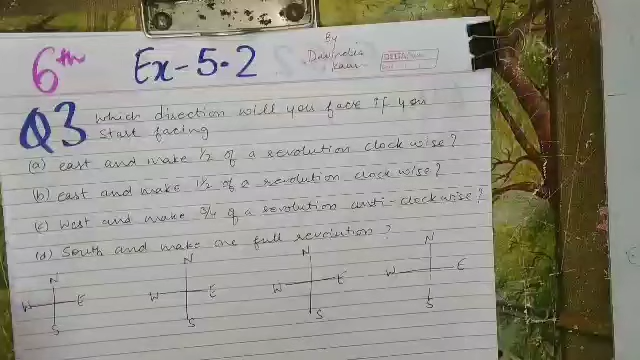 6th Ex-5.2 By Davinder Kaur
Q3 which direction will you face if you
start facing
(a) east and make 1/2 of a revolution clockwise?
(b) east and make 1 1/2 of a revolution clockwise?
(c) West and make 3/4 of a revolution anti-clockwise?
(d) South and make one full revolution?
N N N N
W E W E W E W E
S S S S